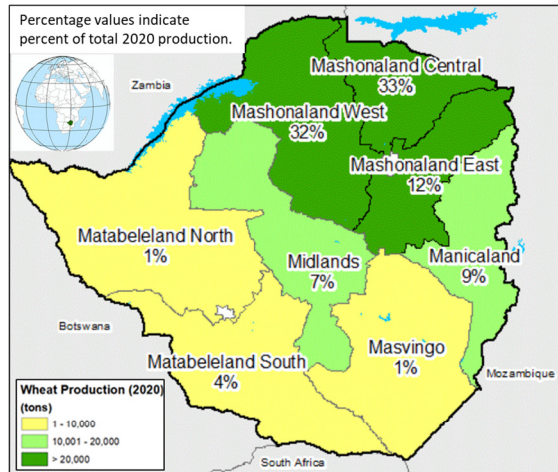 Percentage values indicate
percent of total 2020 production.
Zambia
Mashonaland Central
33%
Mashonaland West
32%
Mashonaland East
12%
Matabeleland North
1%
Midlands
7%
Manicaland
9%
Botswana
Matabeleland South
4%
Masvingo
1%
Mozambique
South Africa
Wheat Production (2020)
(tons)
1 - 10,000
10,001 - 20,000
> 20,000